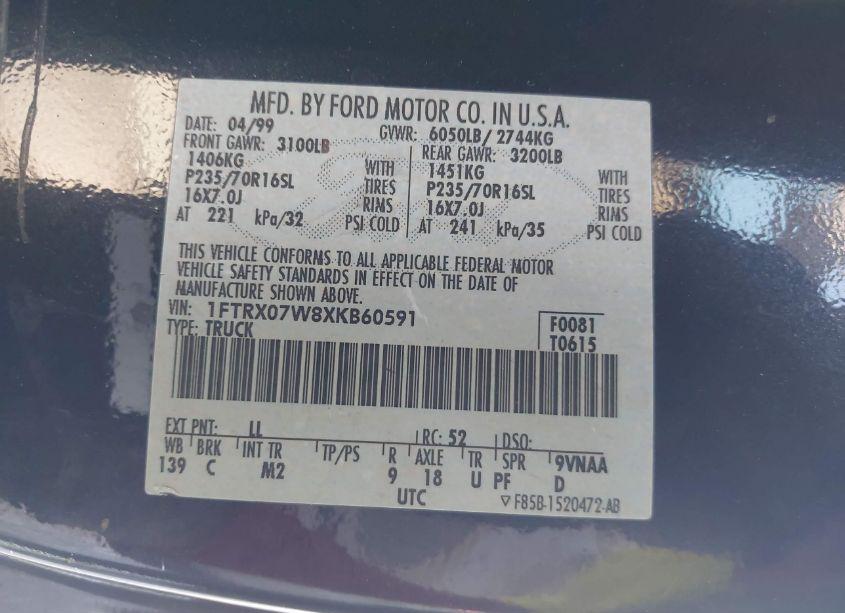 MFD. BY FORD MOTOR CO. IN U.S.A.
DATE: 04/99 GVWR: 6050LB/ 2744KG
FRONT GAWR: 3100LB REAR GAWR: 3200LB
1406KG WITH 1451KG WITH
P235/70R16SL TIRES P235/70R16SL TIRES
16X7.0J RIMS 16X7.0J RIMS
AT 221 kPa/32 PSI COLD AT 241 kPa/35 PSI COLD
THIS VEHICLE CONFORMS TO ALL APPLICABLE FEDERAL MOTOR
VEHICLE SAFETY STANDARDS IN EFFECT ON THE DATE OF
MANUFACTURE SHOWN ABOVE.
VIN: 1FTRX07W8XKB60591 F0081
TYPE: TRUCK T0615
EXT PNT: LL RC: 52 DSO:
WB BRK INT TR TP/PS R AXLE TR SPR 9VNAA
139 C M2 9 18 U PF D
UTC ▽ F85B-1520472-AB